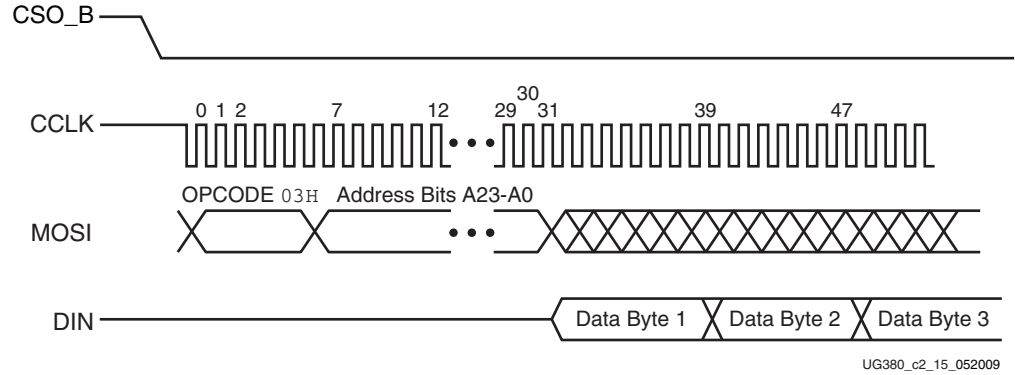 CSO_B
30
0 1 2 7 12 29 31 39 47
CCLK
OPCODE 03H Address Bits A23-A0
MOSI
DIN Data Byte 1 Data Byte 2 Data Byte 3
UG380_c2_15_052009